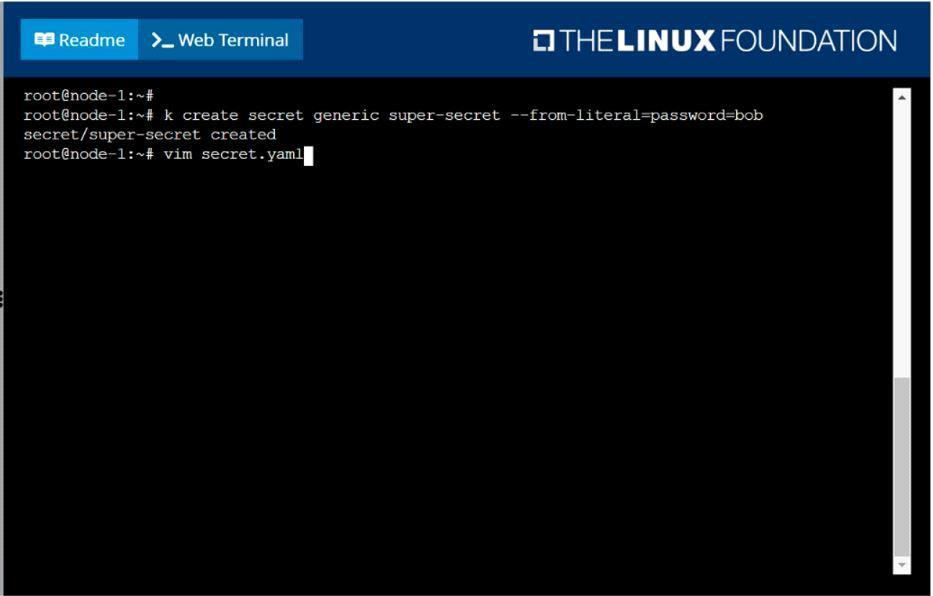 Readme
Web Terminal
THE LINUX FOUNDATION
root@node-1:~#
root@node-1:~# k create secret generic super-secret --from-literal=password=bob
secret/super-secret created
root@node-1:~# vim secret.yaml